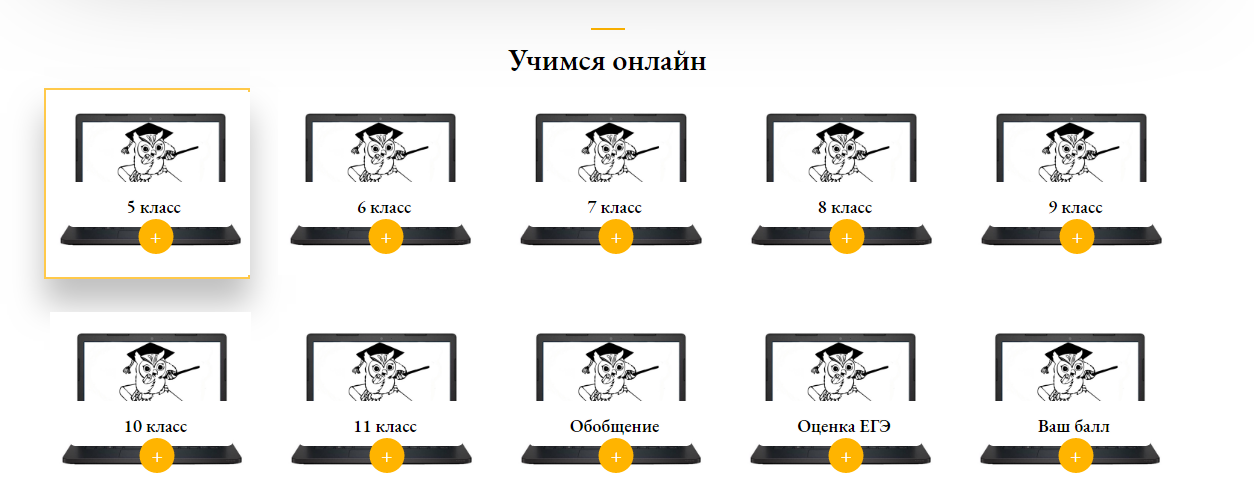 Учимся онлайн
5 класс
6 класс
7 класс
8 класс
9 класс
+
+
+
+
+
10 класс
11 класс
Обобщение
Оценка ЕГЭ
Ваш балл
+
+
+
+
+